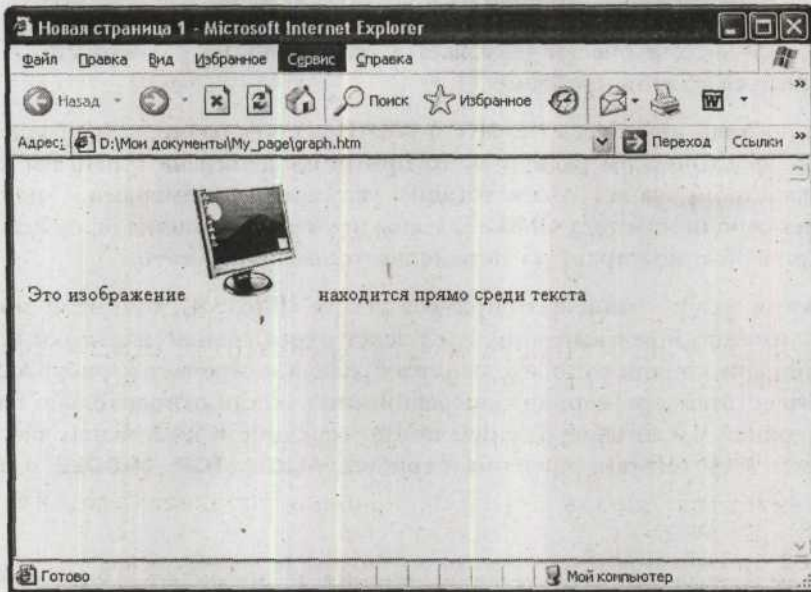 Новая страница 1 - Microsoft Internet Explorer
Файл Правка Вид Избранное Сервис Справка
Назад Поиск Избранное
Адрес: D:\Мои документы\My_page\graph.htm Переход Ссылки
Это изображение находится прямо среди текста
Готово Мой компьютер